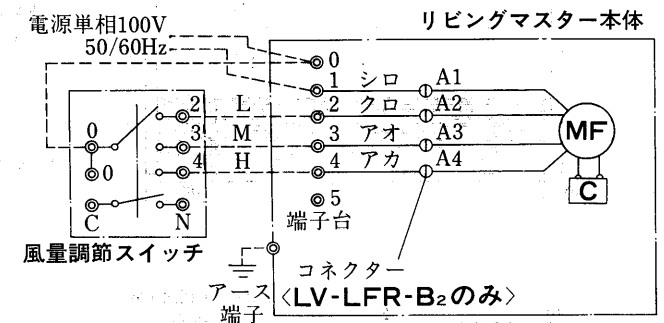 リビングマスター本体
電源単相100V
50/60Hz
0
1 シロ A1
2 L 2 クロ A2
0 3 M 3 アオ A3
4 H 4 アカ A4
MF
C
0
5
C N 端子台
風量調節スイッチ
コネクター
アース端子
〈LV-LFR-B₂のみ〉